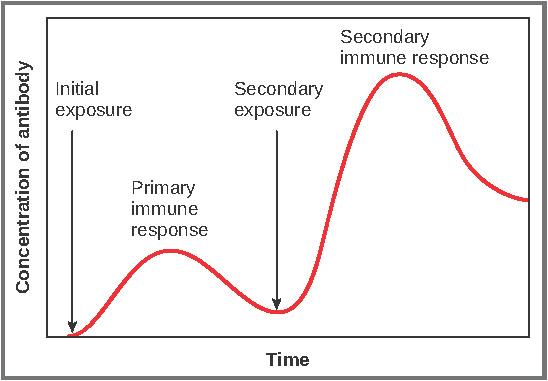 Secondary
immune response
Initial
exposure
Secondary
exposure
Primary
immune
response
Concentration of antibody
Time